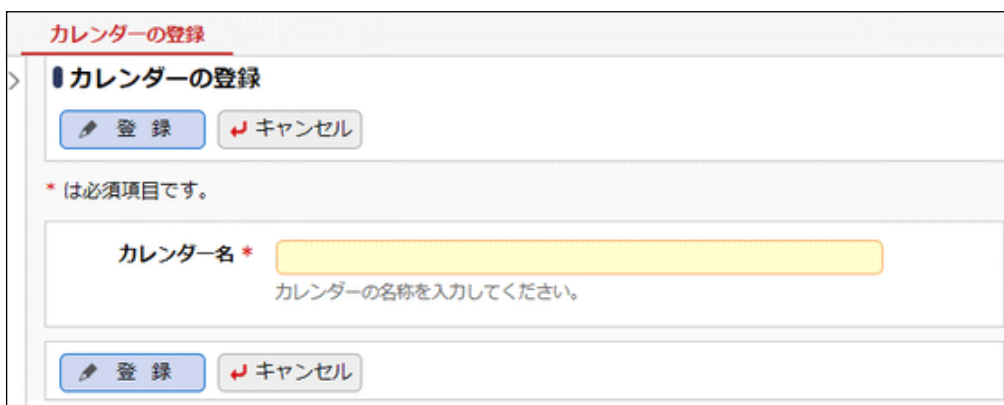 カレンダーの登録
カレンダーの登録
登 録 キャンセル
* は必須項目です。
カレンダー名 *
カレンダーの名称を入力してください。
登 録 キャンセル